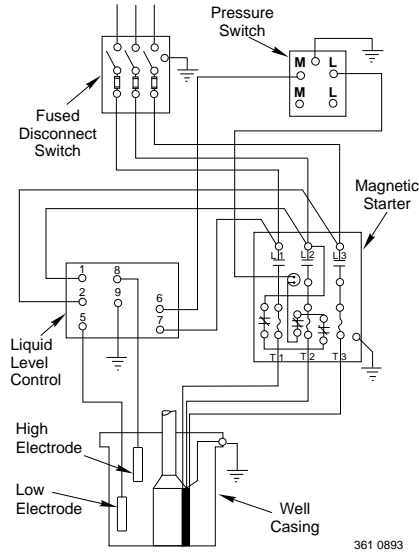 Pressure
Switch
M L
M L
Fused
Disconnect
Switch
Magnetic
Starter
L1 L2 L3
1 8
2 9
6
5 7
Liquid
Level
Control
T1 T2 T3
High
Electrode
Low
Electrode
Well
Casing
361 0893